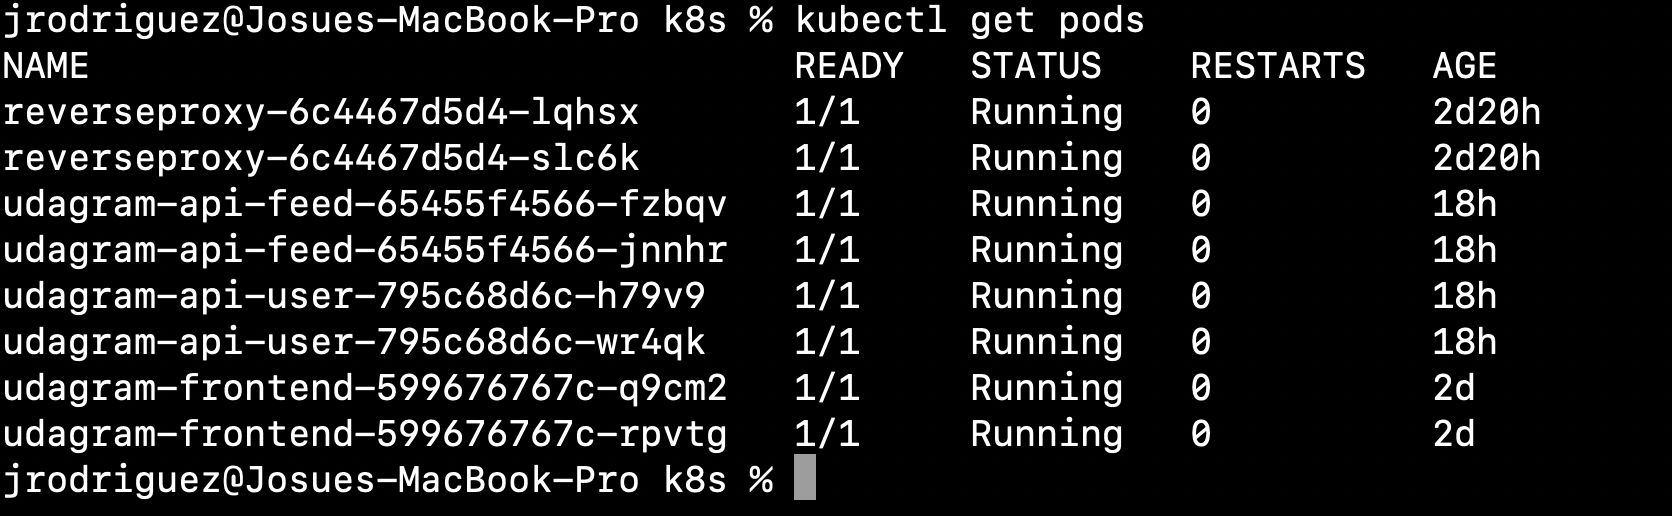 jrodriguez@Josues-MacBook-Pro k8s % kubectl get pods
NAME READY STATUS RESTARTS AGE
reverseproxy-6c4467d5d4-lqhsx 1/1 Running 0 2d20h
reverseproxy-6c4467d5d4-slc6k 1/1 Running 0 2d20h
udagram-api-feed-65455f4566-fzbqv 1/1 Running 0 18h
udagram-api-feed-65455f4566-jnnhr 1/1 Running 0 18h
udagram-api-user-795c68d6c-h79v9 1/1 Running 0 18h
udagram-api-user-795c68d6c-wr4qk 1/1 Running 0 18h
udagram-frontend-599676767c-q9cm2 1/1 Running 0 2d
udagram-frontend-599676767c-rpvtg 1/1 Running 0 2d
jrodriguez@Josues-MacBook-Pro k8s %